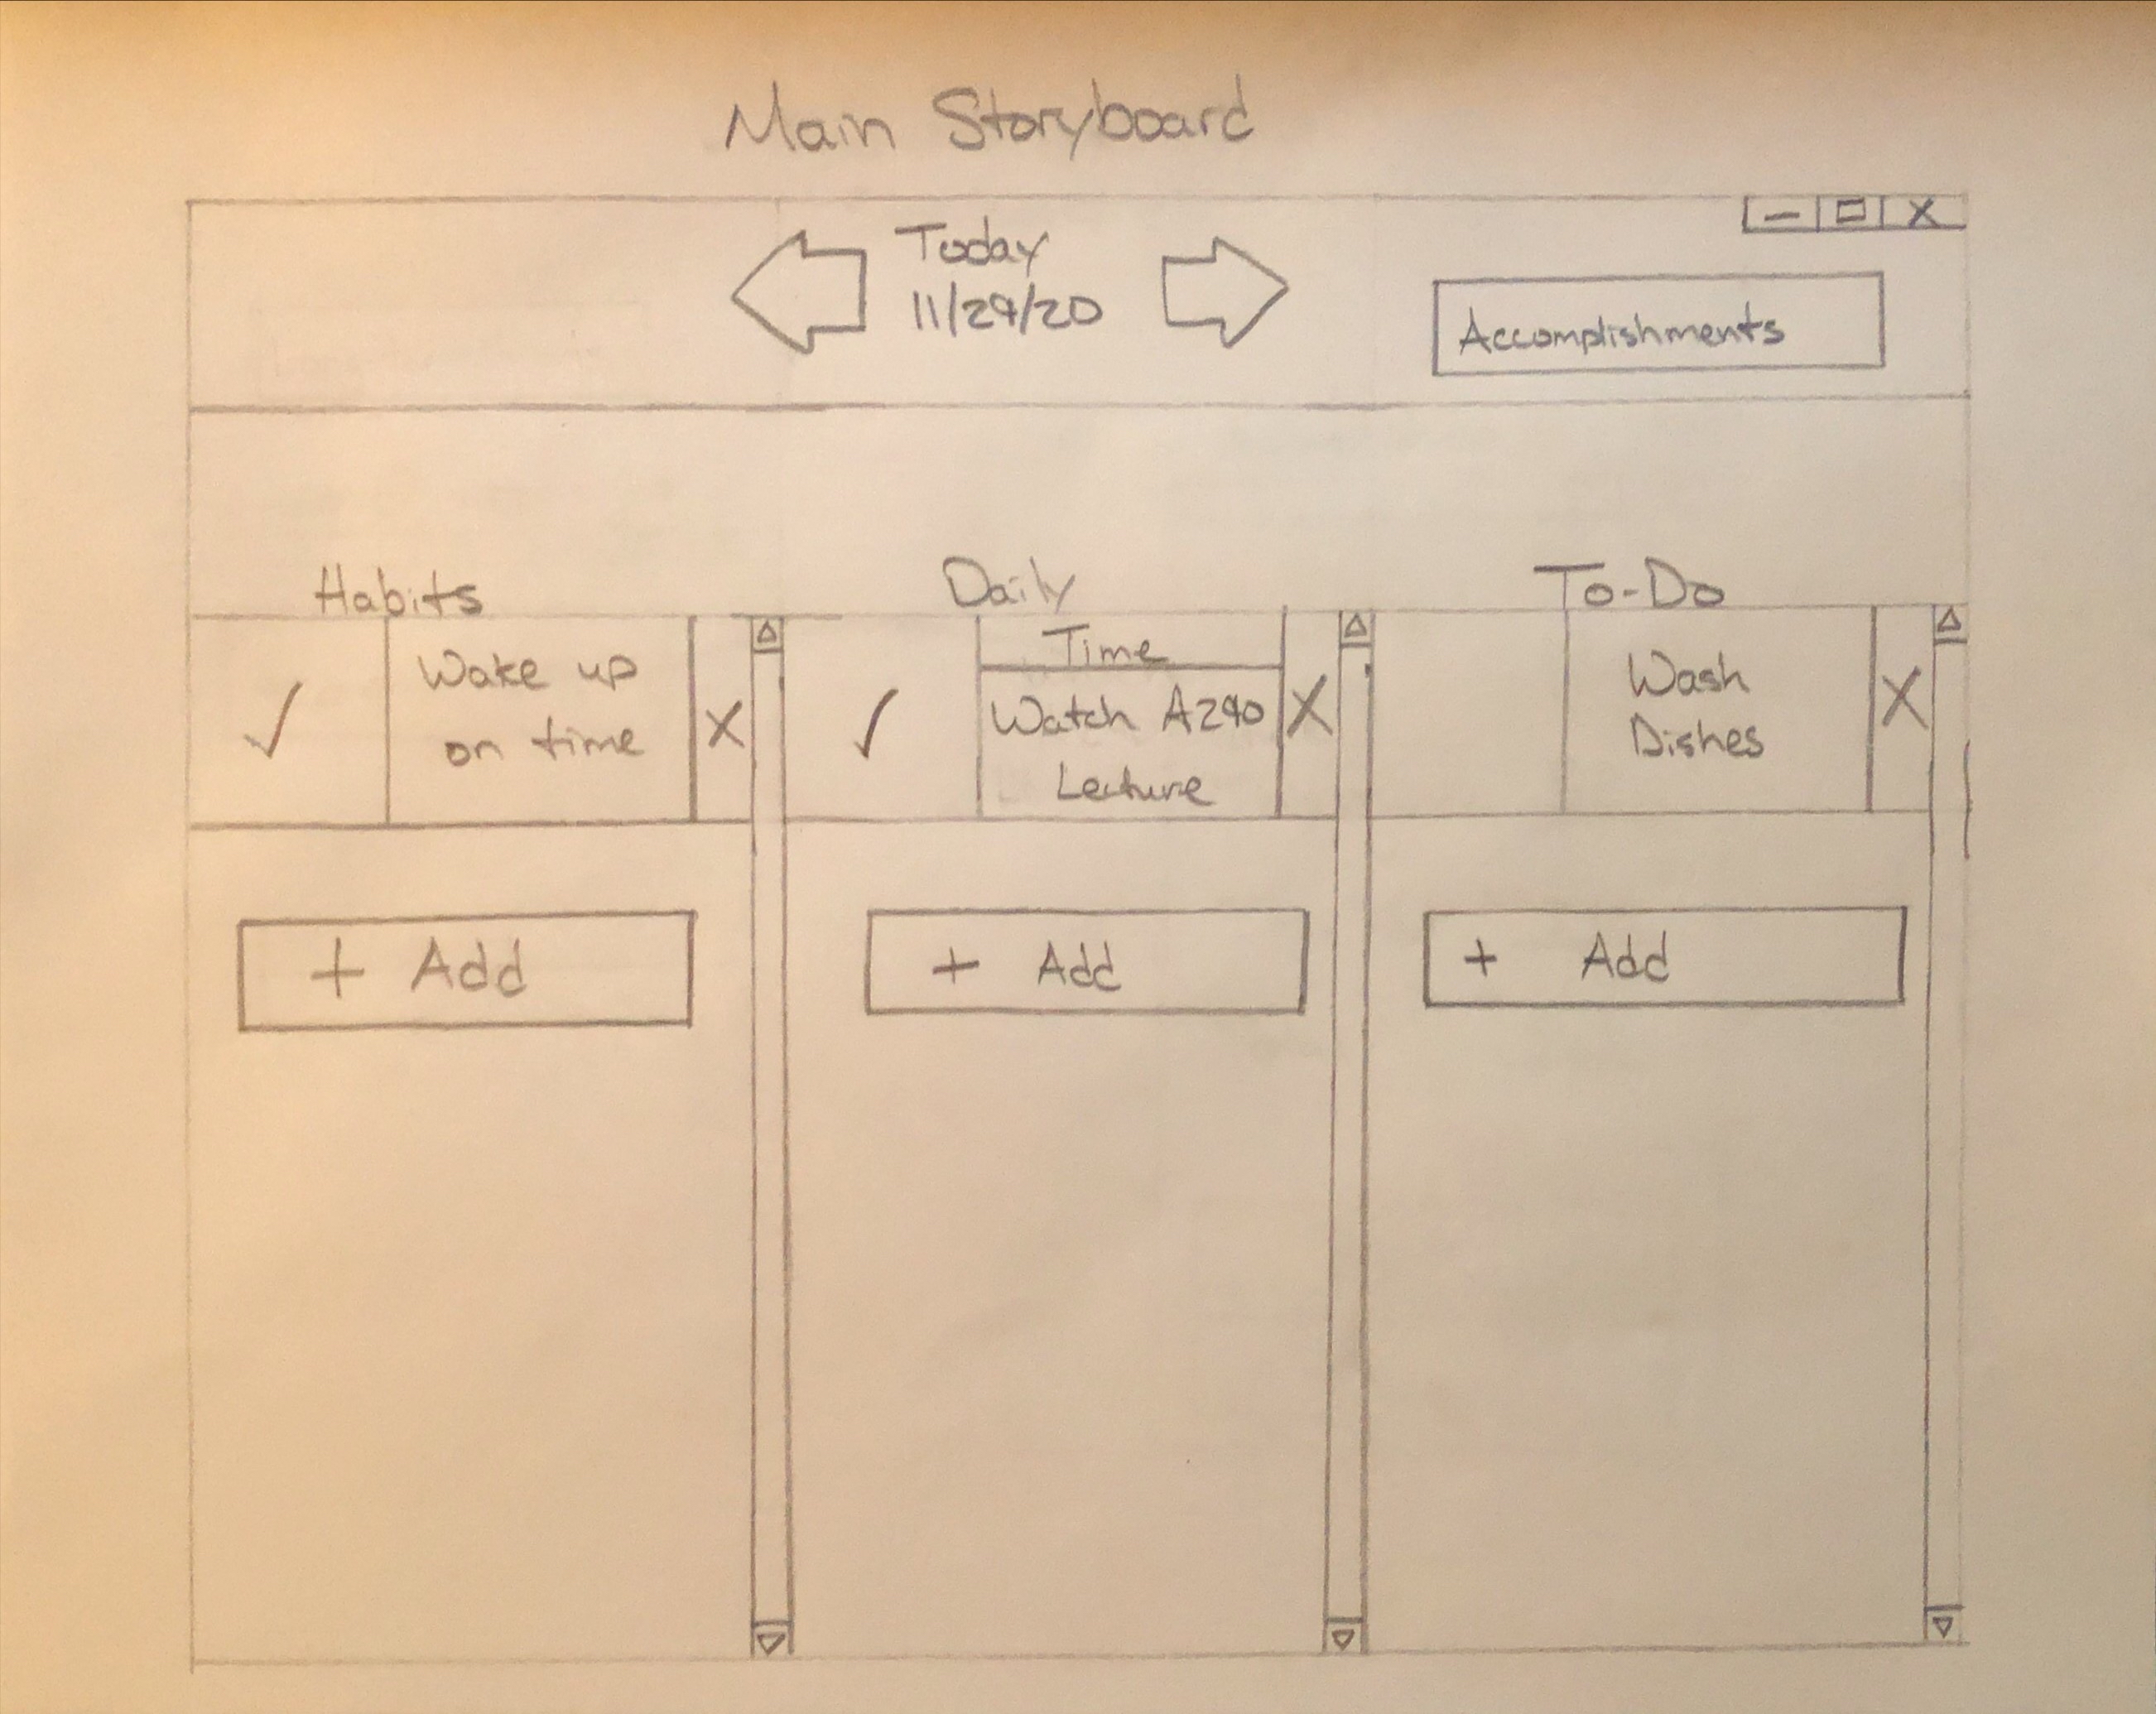 Main Storyboard
Today
11/29/20
Accomplishments
Habits
Wake up
on time
X
+ Add
Daily
Time
Watch A290
Lecture
X
+ Add
To-Do
Wash
Dishes
X
+ Add